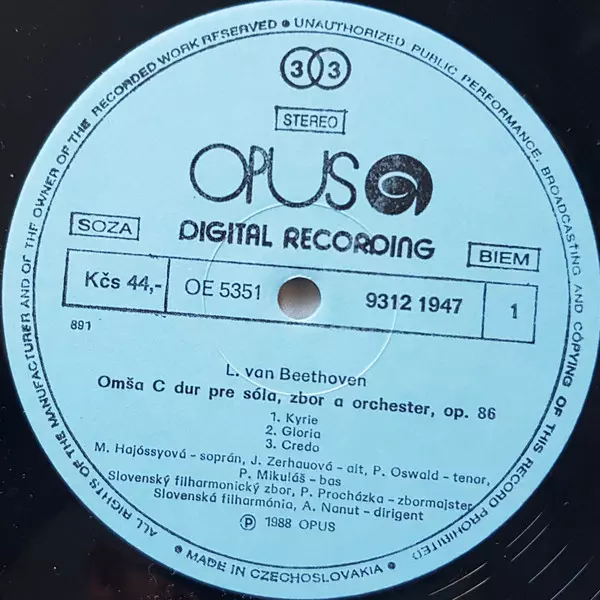 ALL RIGHTS OF THE MANUFACTURER AND OF THE OWNER OF THE RECORDED WORK RESERVED • UNAUTHORIZED PUBLIC PERFORMANCE, BROADCASTING AND COPYING OF THIS RECORD PROHIBITED
33
STEREO
OPUS
DIGITAL RECORDING
SOZA
BIEM
Kčs 44,- OE 5351 9312 1947 1
891
L. van Beethoven
Omša C dur pre sóla, zbor a orchester, op. 86
1. Kyrie
2. Gloria
3. Credo
M. Hajóssyová - soprán, J. Zerhauová - alt, P. Oswald - tenor,
P. Mikuláš - bas
Slovenský filharmonický zbor, P. Procházka - zbormajster
Slovenská filharmónia, A. Nanut - dirigent
Ⓟ 1988 OPUS
• MADE IN CZECHOSLOVAKIA •